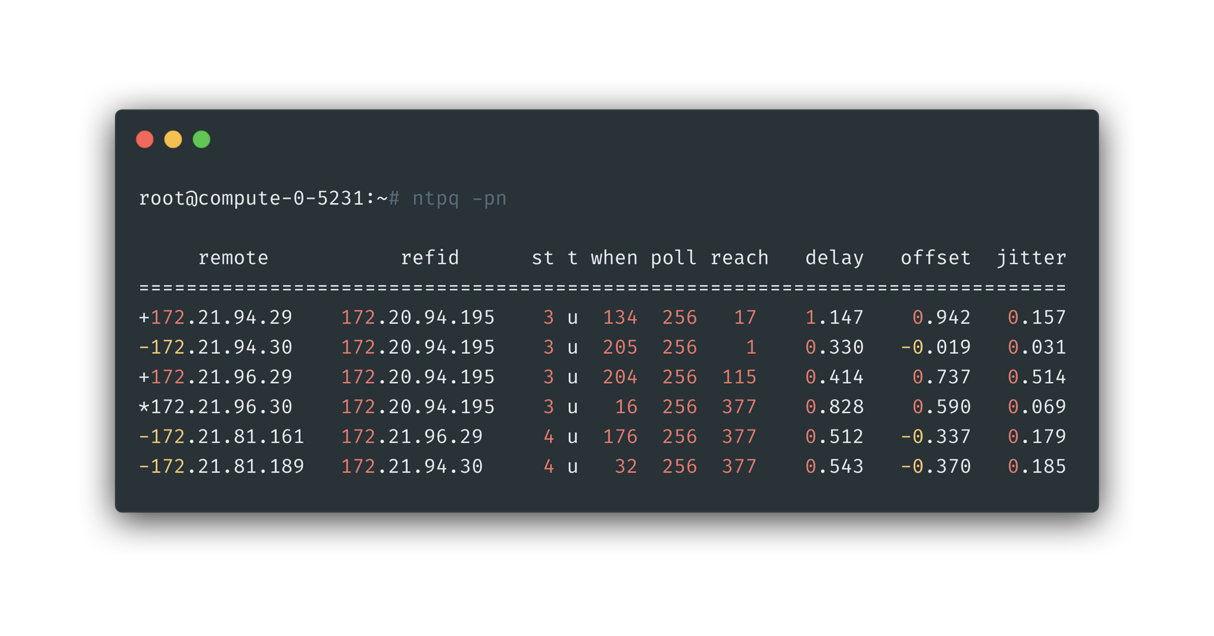 root@compute-0-5231:~# ntpq -pn
     remote           refid      st t when poll reach   delay   offset  jitter
==============================================================================
+172.21.94.29    172.20.94.195    3 u  134  256   17    1.147    0.942   0.157
-172.21.94.30    172.20.94.195    3 u  205  256    1    0.330   -0.019   0.031
+172.21.96.29    172.20.94.195    3 u  204  256  115    0.414    0.737   0.514
*172.21.96.30    172.20.94.195    3 u   16  256  377    0.828    0.590   0.069
-172.21.81.161   172.21.96.29     4 u  176  256  377    0.512   -0.337   0.179
-172.21.81.189   172.21.94.30     4 u   32  256  377    0.543   -0.370   0.185